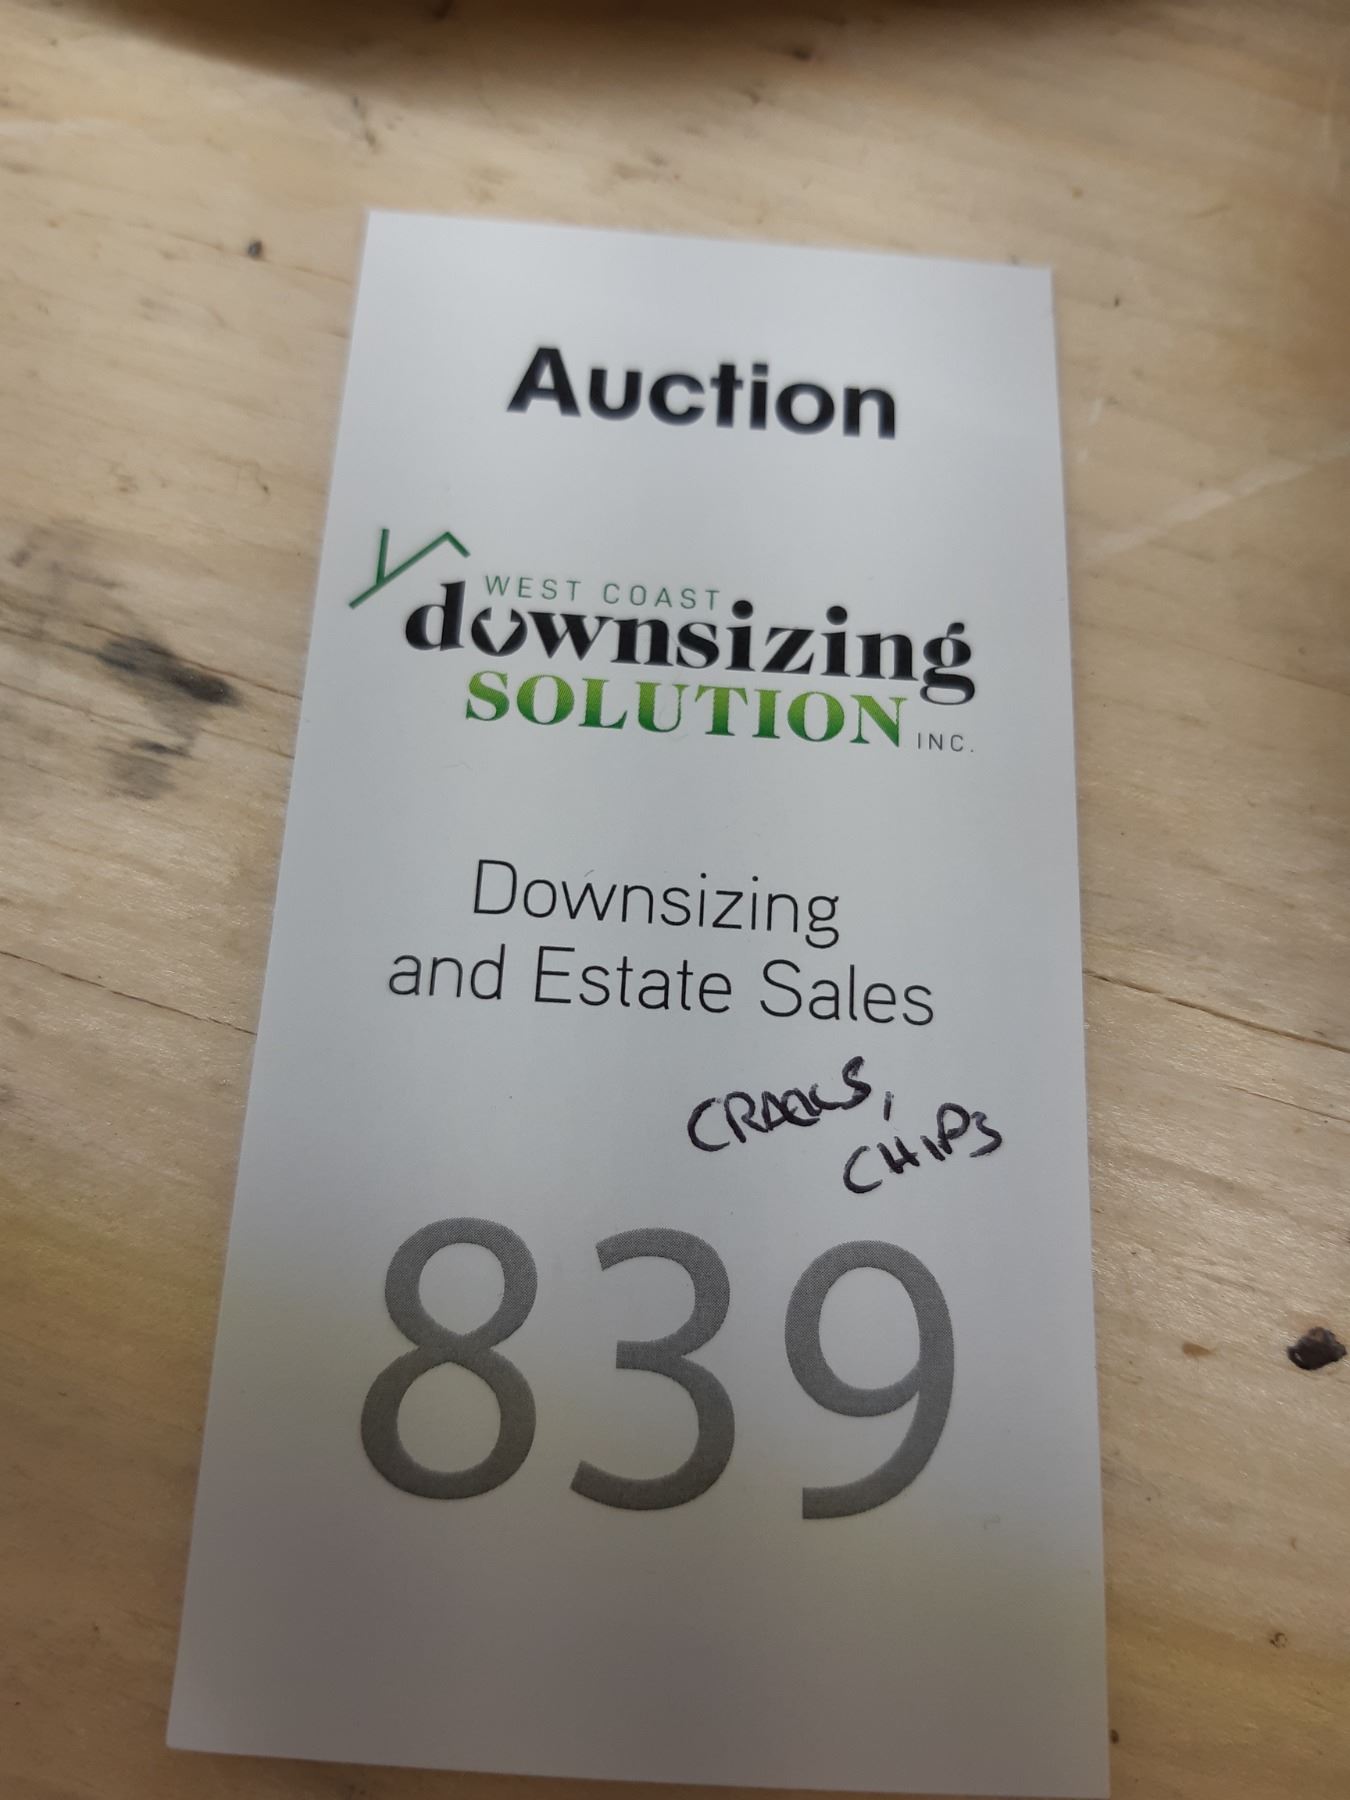 Auction
WEST COAST
downsizing
SOLUTION INC.
Downsizing
and Estate Sales
CRACKS,
CHIPS
839